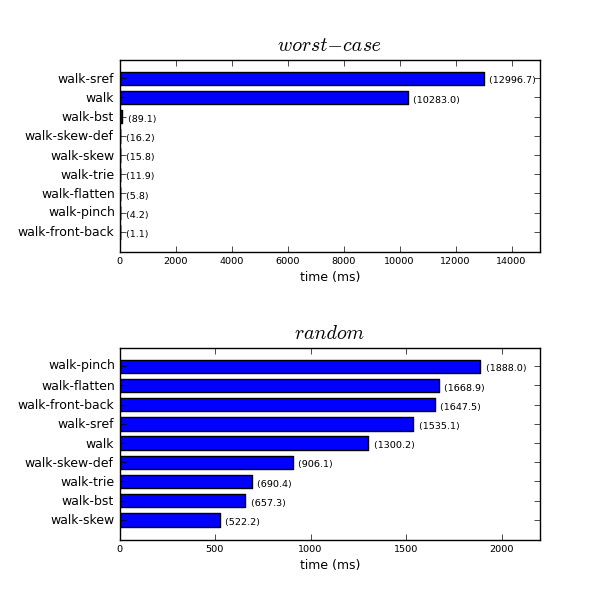 worst-case
walk-sref (12996.7)
walk (10283.0)
walk-bst (89.1)
walk-skew-def (16.2)
walk-skew (15.8)
walk-trie (11.9)
walk-flatten (5.8)
walk-pinch (4.2)
walk-front-back (1.1)
0 2000 4000 6000 8000 10000 12000 14000
time (ms)
random
walk-pinch (1888.0)
walk-flatten (1668.9)
walk-front-back (1647.5)
walk-sref (1535.1)
walk (1300.2)
walk-skew-def (906.1)
walk-trie (690.4)
walk-bst (657.3)
walk-skew (522.2)
0 500 1000 1500 2000
time (ms)